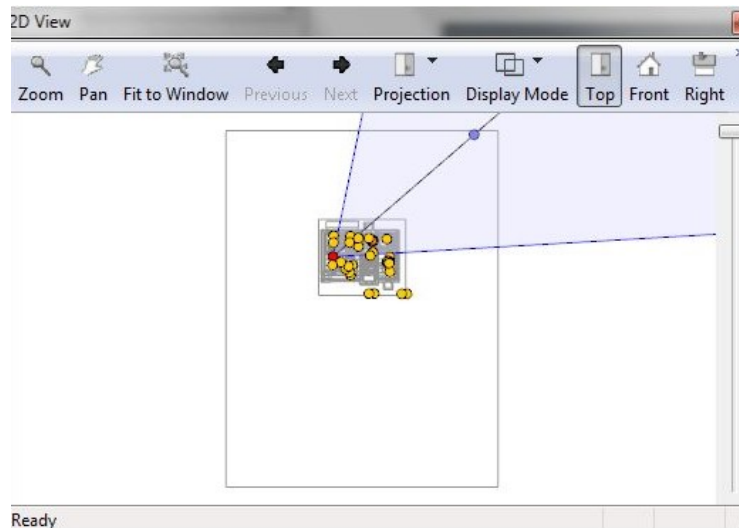 2D View
Zoom Pan Fit to Window Previous Next Projection Display Mode Top Front Right
Ready